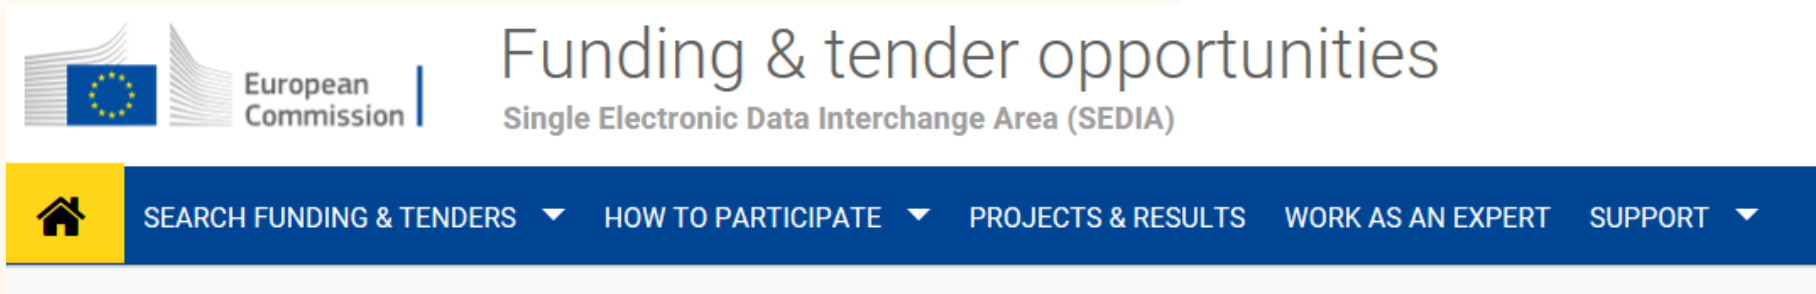 European
Commission
Funding & tender opportunities
Single Electronic Data Interchange Area (SEDIA)
SEARCH FUNDING & TENDERS HOW TO PARTICIPATE PROJECTS & RESULTS WORK AS AN EXPERT SUPPORT